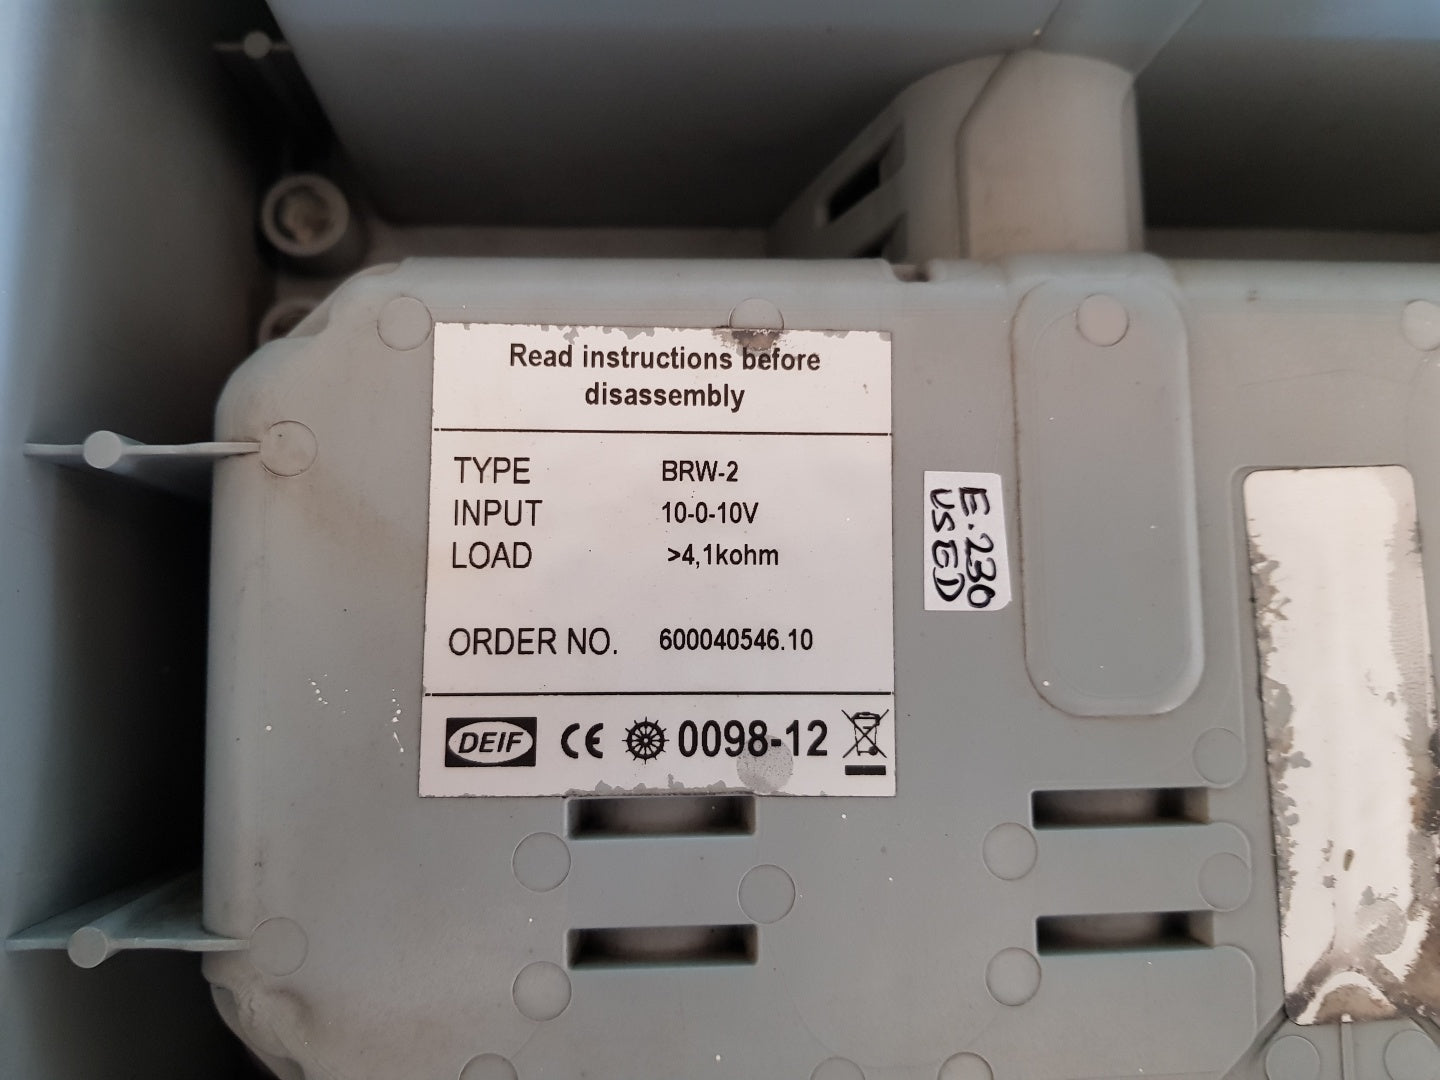 Read instructions before
disassembly
TYPE BRW-2
INPUT 10-0-10V
LOAD >4,1kohm
ORDER NO. 600040546.10
DEIF CE 0098-12
E.230
USED